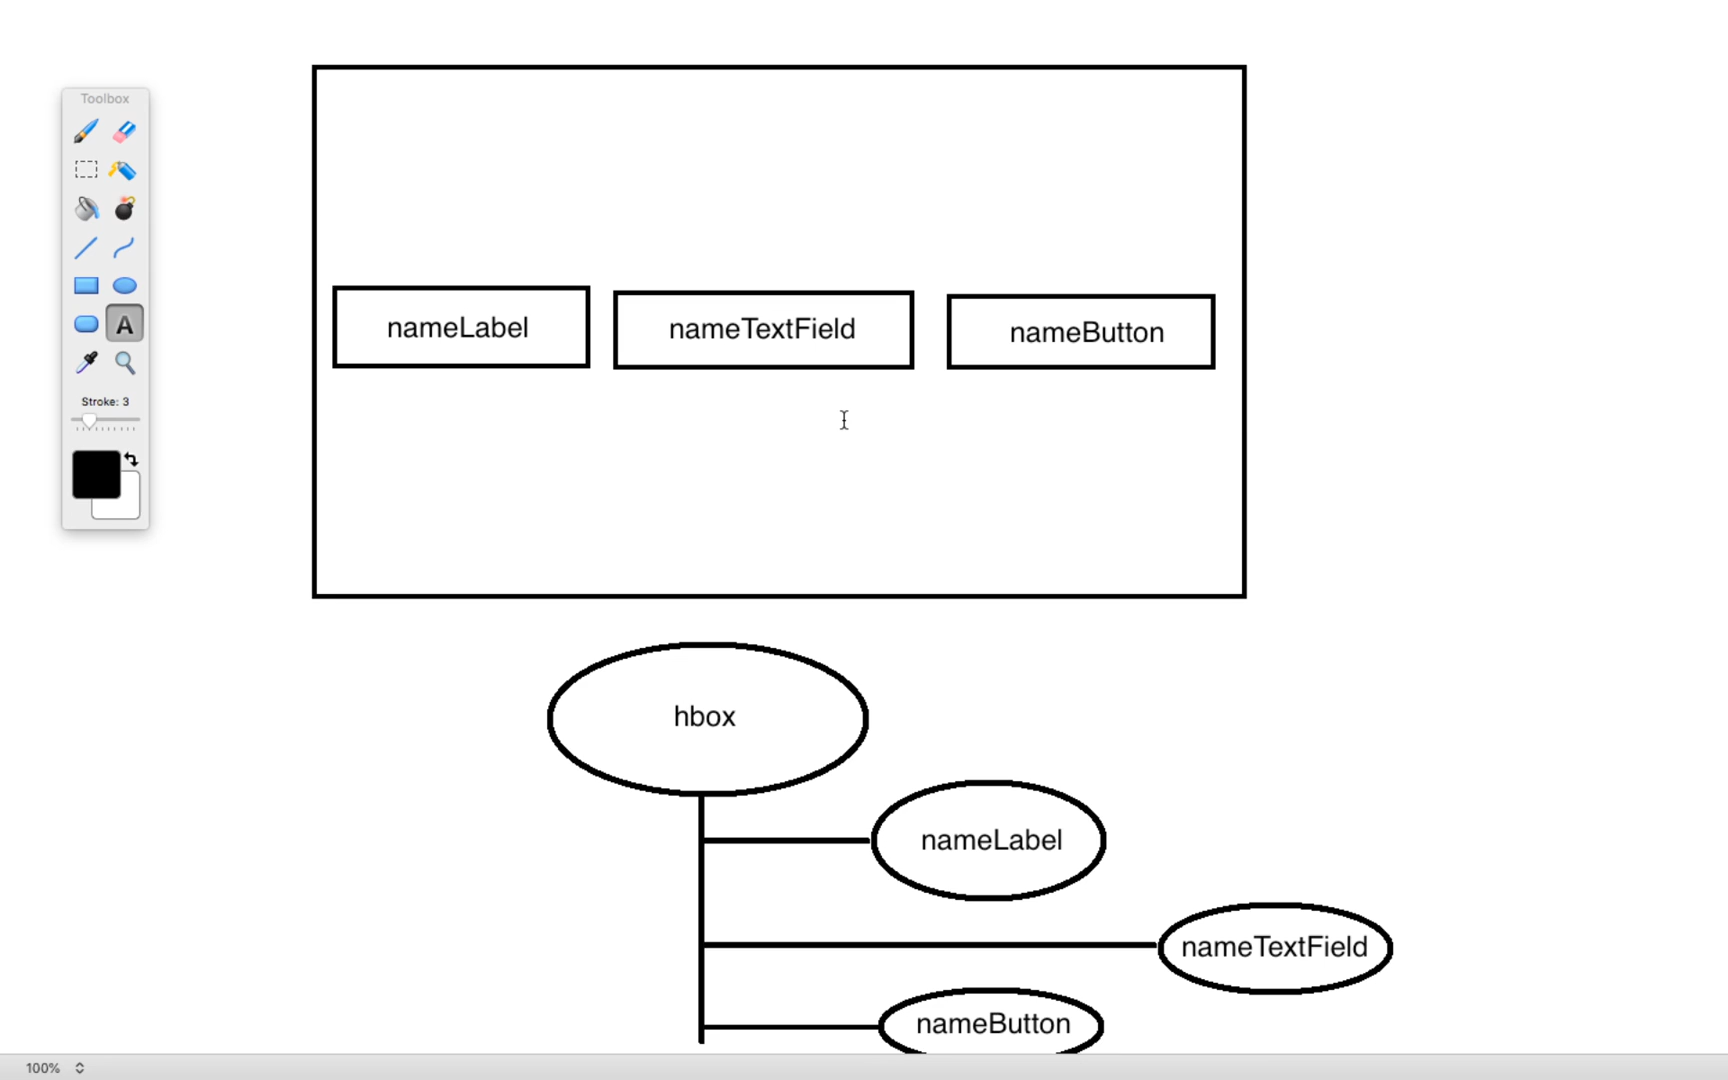 Toolbox
A
Stroke: 3
nameLabel
nameTextField
nameButton
hbox
nameLabel
nameTextField
nameButton
100%